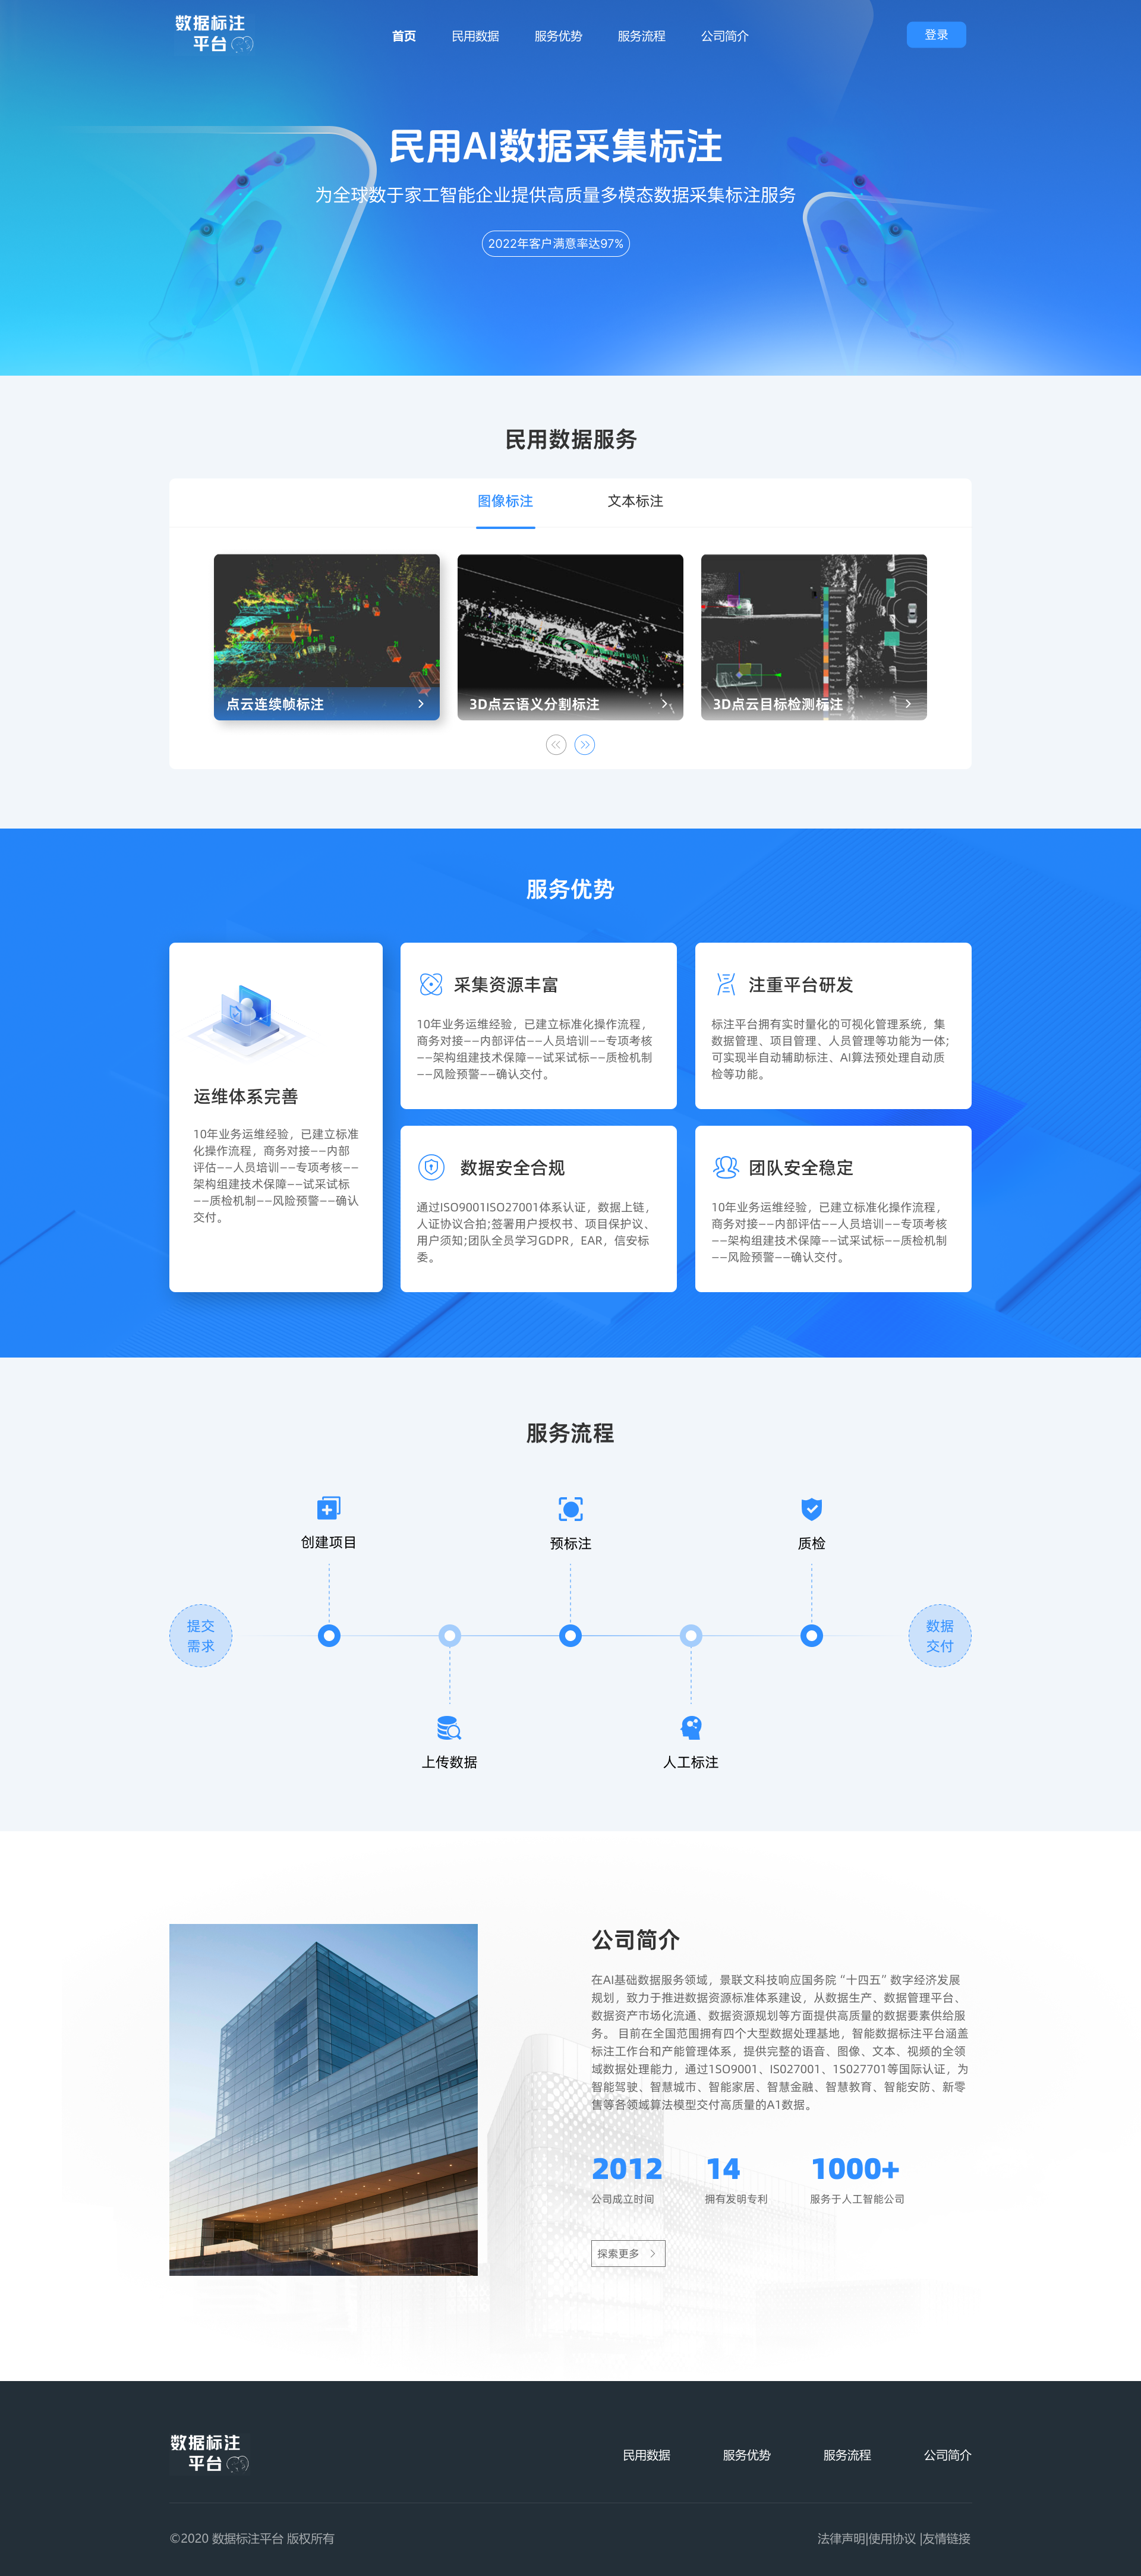 数据标注
平台
首页
民用数据
服务优势
服务流程
公司简介
登录
民用AI数据采集标注
为全球数于家工智能企业提供高质量多模态数据采集标注服务
2022年客户满意率达97%
民用数据服务
图像标注
文本标注
点云连续帧标注
3D点云语义分割标注
3D点云目标检测标注
服务优势
运维体系完善
10年业务运维经验，已建立标准
化操作流程，商务对接——内部
评估——人员培训——专项考核——
架构组建技术保障——试采试标
——质检机制——风险预警——确认
交付。
采集资源丰富
10年业务运维经验，已建立标准化操作流程，
商务对接——内部评估——人员培训——专项考核
——架构组建技术保障——试采试标——质检机制
——风险预警——确认交付。
注重平台研发
标注平台拥有实时量化的可视化管理系统，集
数据管理、项目管理、人员管理等功能为一体;
可实现半自动辅助标注、AI算法预处理自动质
检等功能。
数据安全合规
通过ISO9001ISO27001体系认证，数据上链，
人证协议合拍;签署用户授权书、项目保护议、
用户须知;团队全员学习GDPR，EAR，信安标
委。
团队安全稳定
10年业务运维经验，已建立标准化操作流程，
商务对接——内部评估——人员培训——专项考核
——架构组建技术保障——试采试标——质检机制
——风险预警——确认交付。
服务流程
创建项目
预标注
质检
提交
需求
数据
交付
上传数据
人工标注
公司简介
在AI基础数据服务领域，景联文科技响应国务院“十四五”数字经济发展
规划，致力于推进数据资源标准体系建设，从数据生产、数据管理平台、
数据资产市场化流通、数据资源规划等方面提供高质量的数据要素供给服
务。 目前在全国范围拥有四个大型数据处理基地，智能数据标注平台涵盖
标注工作台和产能管理体系，提供完整的语音、图像、文本、视频的全领
域数据处理能力，通过1SO9001、IS027001、1S027701等国际认证，为
智能驾驶、智慧城市、智能家居、智慧金融、智慧教育、智能安防、新零
售等各领域算法模型交付高质量的A1数据。
2012
公司成立时间
14
拥有发明专利
1000+
服务于人工智能公司
探索更多
数据标注
平台
民用数据
服务优势
服务流程
公司简介
©2020 数据标注平台 版权所有
法律声明|使用协议 |友情链接